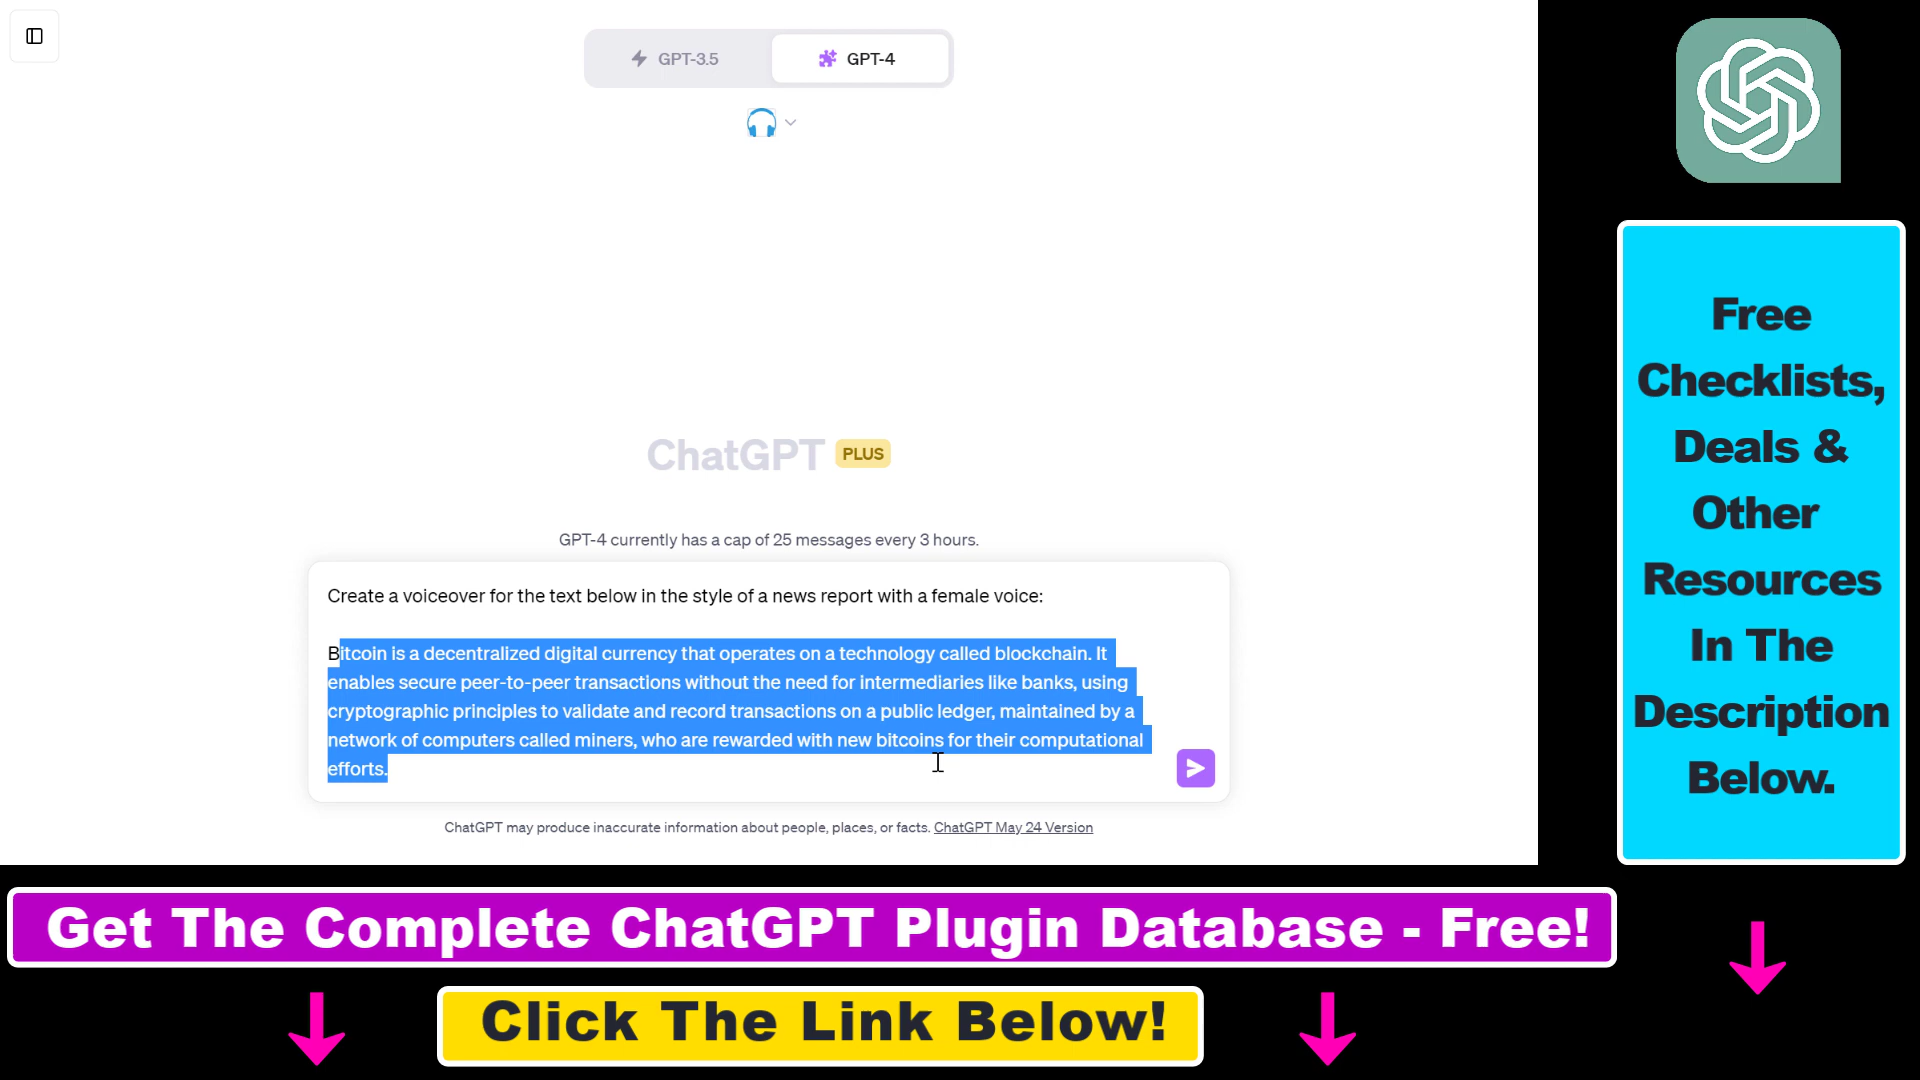 GPT-3.5
GPT-4
ChatGPT PLUS
GPT-4 currently has a cap of 25 messages every 3 hours.
Create a voiceover for the text below in the style of a news report with a female voice:
Bitcoin is a decentralized digital currency that operates on a technology called blockchain. It
enables secure peer-to-peer transactions without the need for intermediaries like banks, using
cryptographic principles to validate and record transactions on a public ledger, maintained by a
network of computers called miners, who are rewarded with new bitcoins for their computational
efforts.
ChatGPT may produce inaccurate information about people, places, or facts. ChatGPT May 24 Version
Free
Checklists,
Deals &
Other
Resources
In The
Description
Below.
Get The Complete ChatGPT Plugin Database - Free!
Click The Link Below!